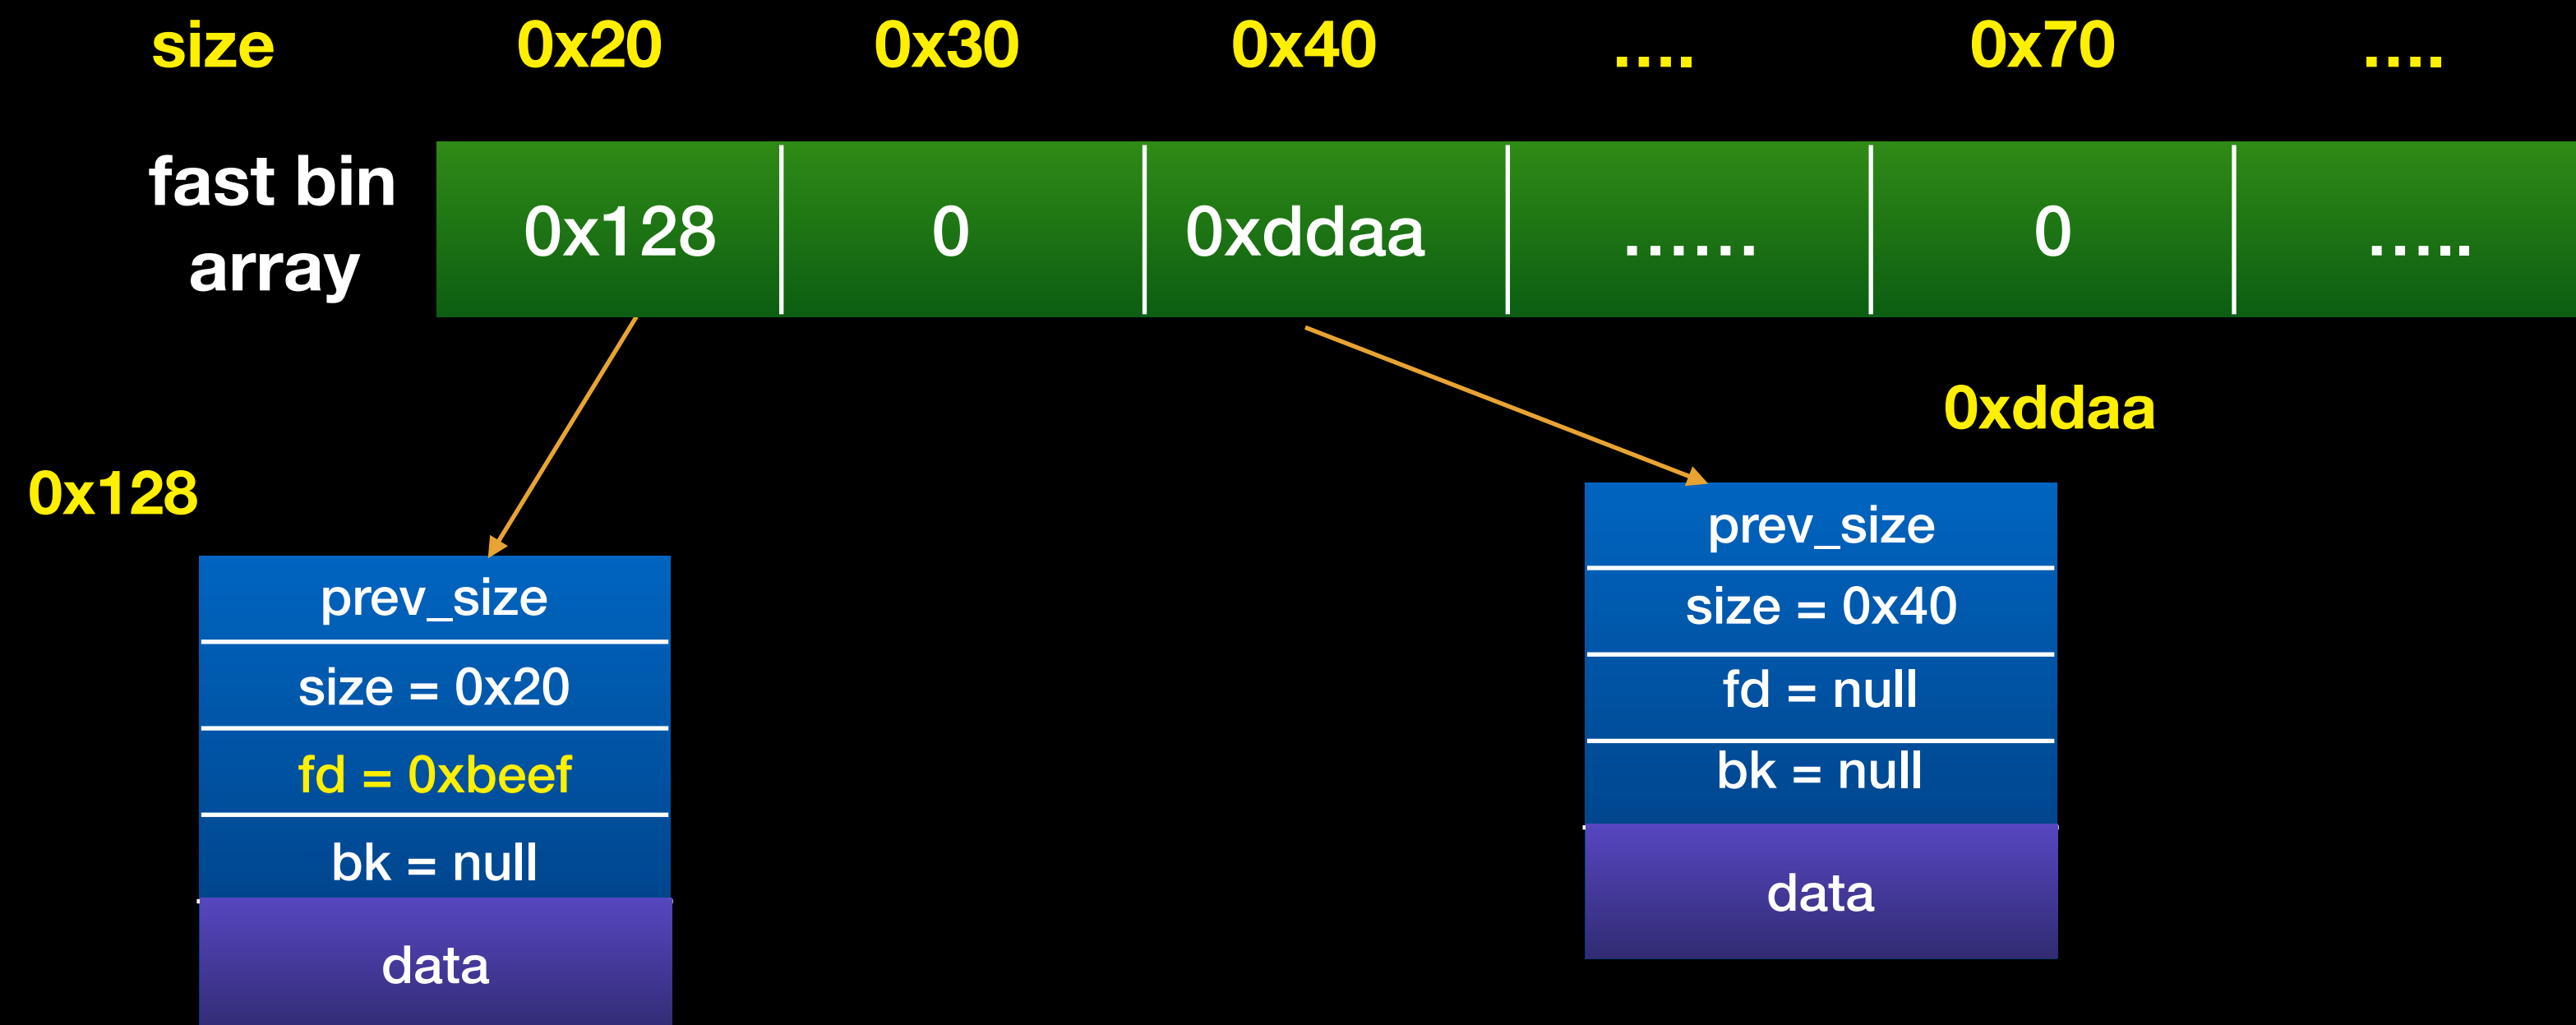 size 0x20 0x30 0x40 .... 0x70 ....
fast bin
array
0x128 0 0xddaa ...... 0 .....
0xddaa
0x128
prev_size
size = 0x20
fd = 0xbeef
bk = null
data
prev_size
size = 0x40
fd = null
bk = null
data